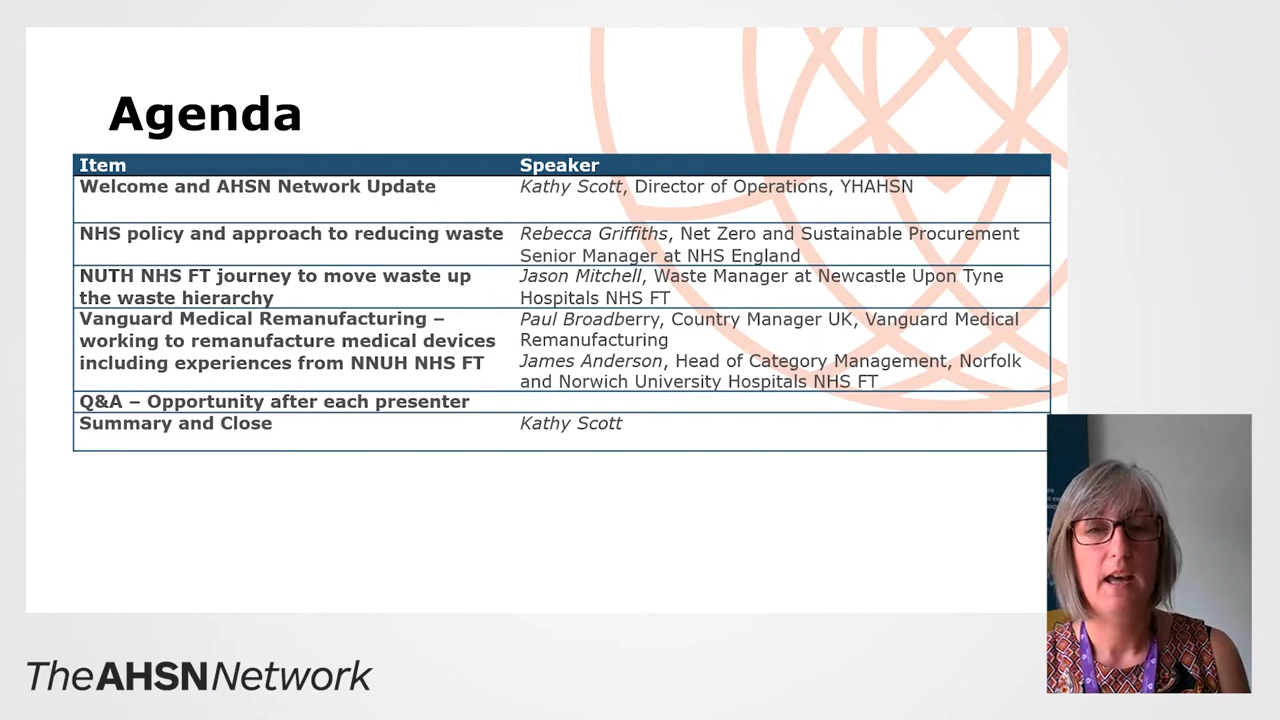 Agenda
Item Speaker
Welcome and AHSN Network Update Kathy Scott, Director of Operations, YHAHSN
NHS policy and approach to reducing waste Rebecca Griffiths, Net Zero and Sustainable Procurement
Senior Manager at NHS England
NUTH NHS FT journey to move waste up Jason Mitchell, Waste Manager at Newcastle Upon Tyne
the waste hierarchy Hospitals NHS FT
Vanguard Medical Remanufacturing – Paul Broadberry, Country Manager UK, Vanguard Medical
working to remanufacture medical devices Remanufacturing
including experiences from NNUH NHS FT James Anderson, Head of Category Management, Norfolk
and Norwich University Hospitals NHS FT
Q&A – Opportunity after each presenter
Summary and Close Kathy Scott
TheAHSNNetwork